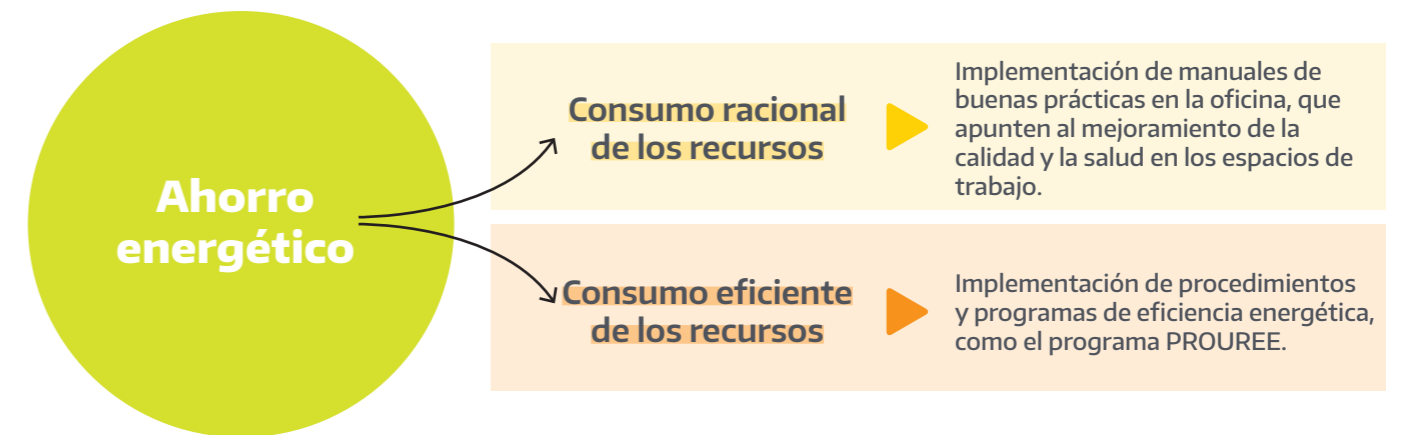 Ahorro
energético
Consumo racional
de los recursos
Implementación de manuales de
buenas prácticas en la oficina, que
apunten al mejoramiento de la
calidad y la salud en los espacios de
trabajo.
Consumo eficiente
de los recursos
Implementación de procedimientos
y programas de eficiencia energética,
como el programa PROUREE.